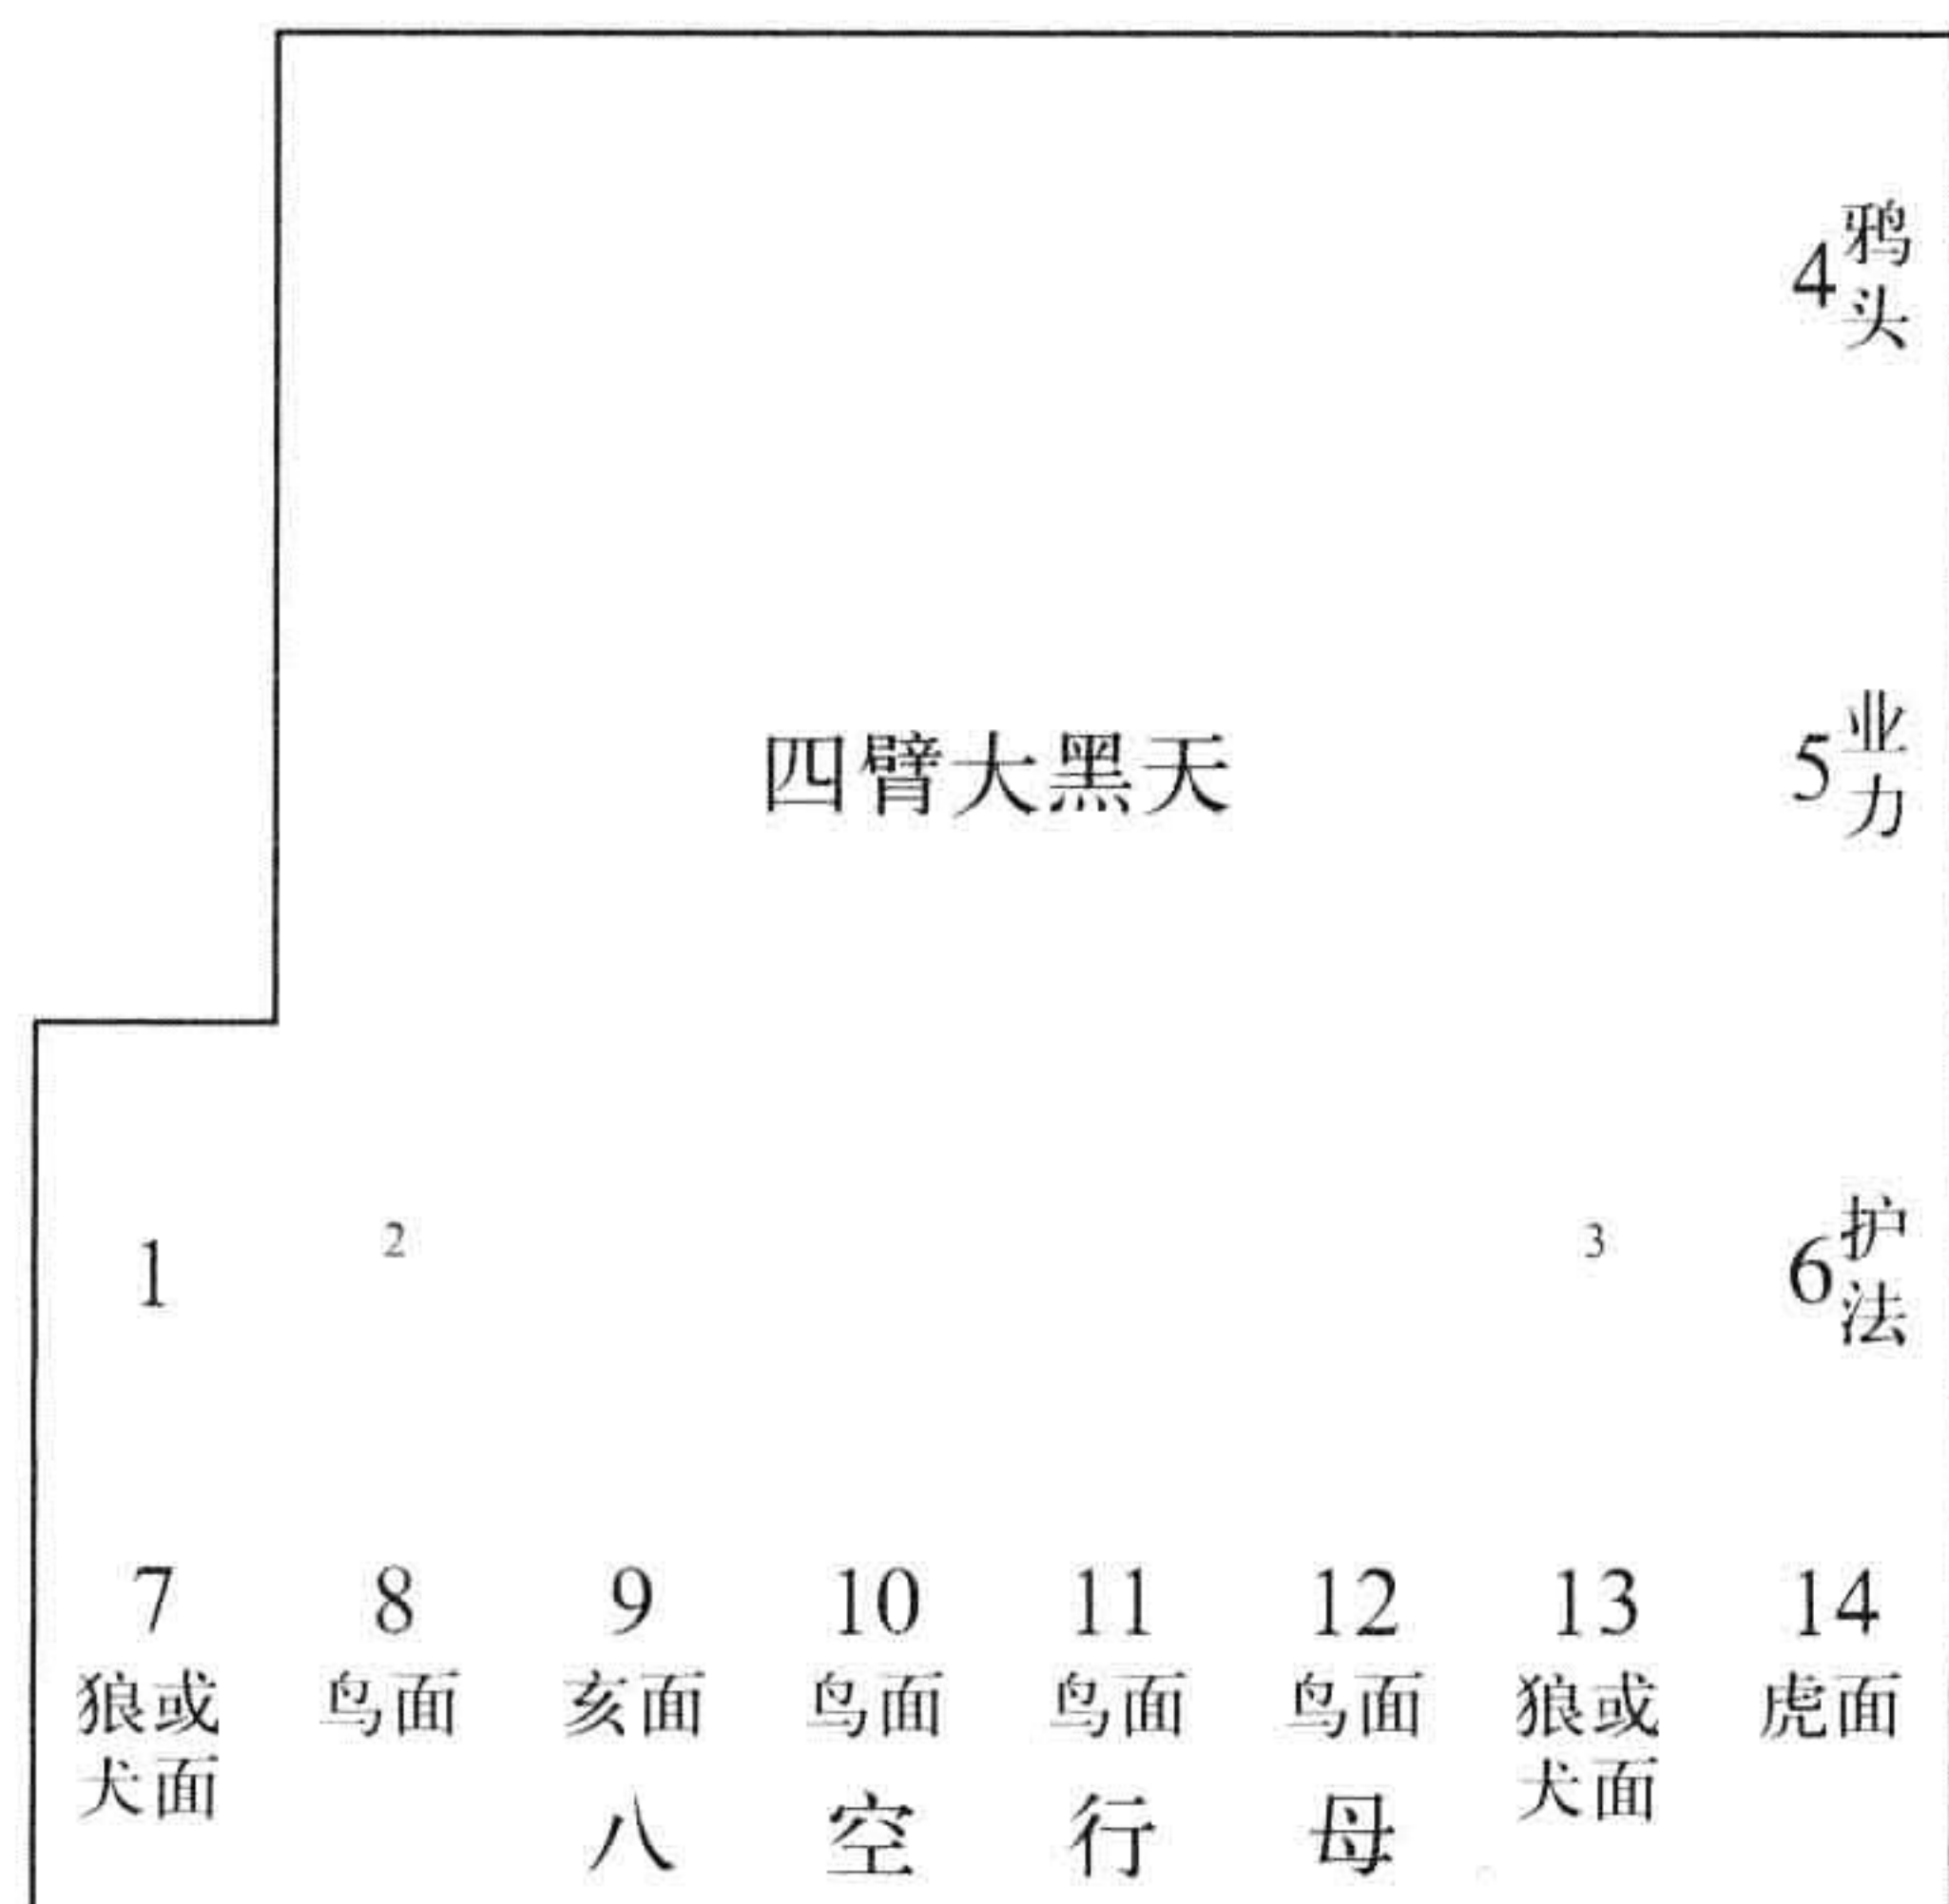 4 鸦头
四臂大黑天
5 业力
1
2
3
6 护法
7 8 9 10 11 12 13 14
狼或 鸟面 亥面 鸟面 鸟面 鸟面 狼或 虎面
犬面 犬面
八空行母